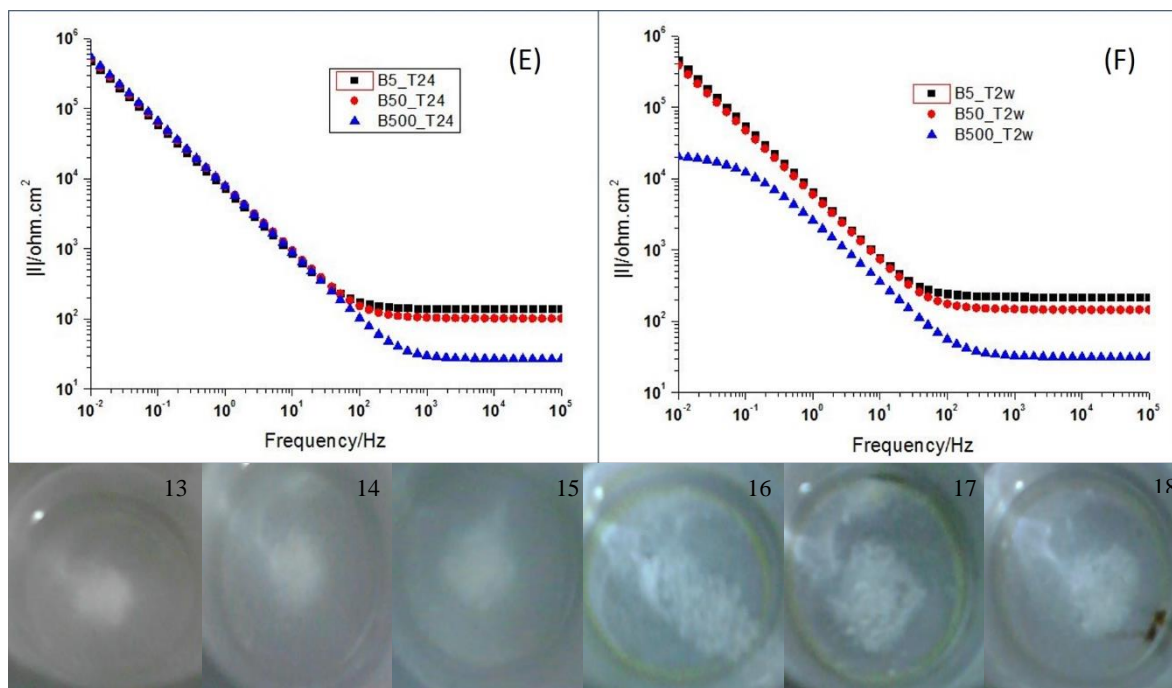 (E)
B5_T24
B50_T24
B500_T24
10⁶
10⁵
10⁴
10³
10²
10¹
|I|/ohm.cm²
10⁻² 10⁻¹ 10⁰ 10¹ 10² 10³ 10⁴ 10⁵
Frequency/Hz
(F)
B5_T2w
B50_T2w
B500_T2w
10⁶
10⁵
10⁴
10³
10²
10¹
|I|/ohm.cm²
10⁻² 10⁻¹ 10⁰ 10¹ 10² 10³ 10⁴ 10⁵
Frequency/Hz
13 14 15 16 17 18